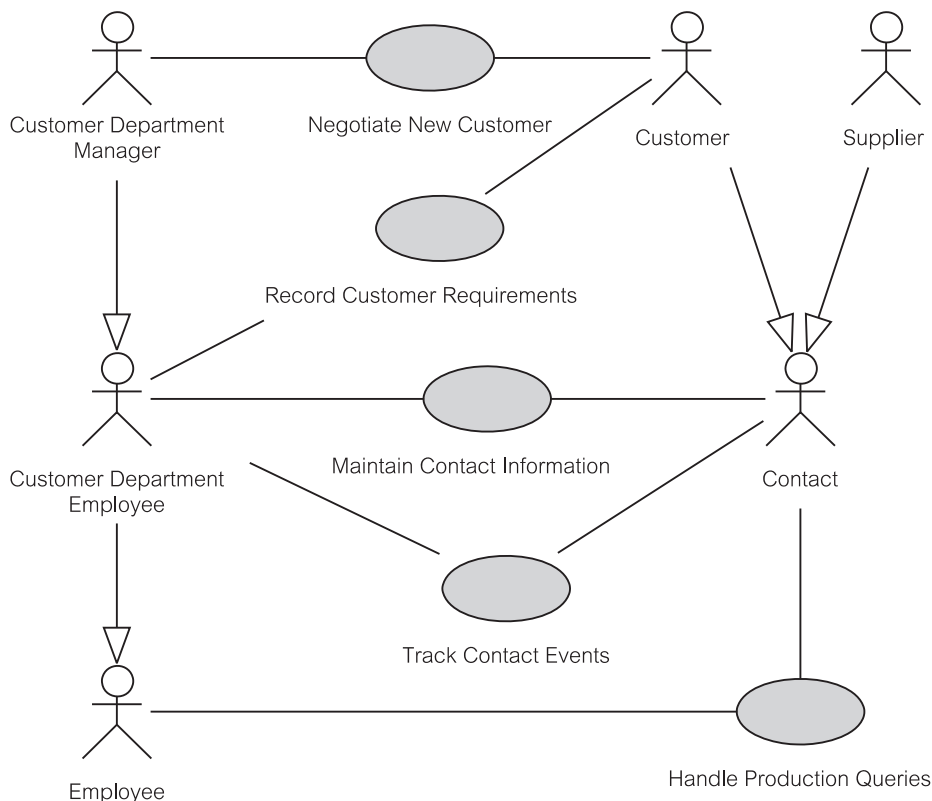 Customer Department
Manager
Negotiate New Customer
Customer
Supplier
Record Customer Requirements
Customer Department
Employee
Maintain Contact Information
Contact
Track Contact Events
Employee
Handle Production Queries